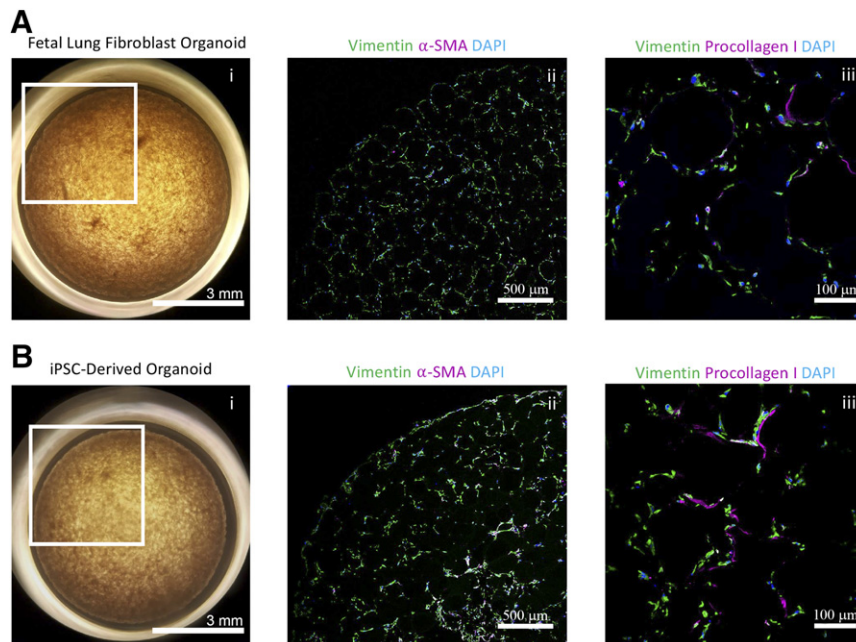 A
Fetal Lung Fibroblast Organoid
i
3 mm
Vimentin α-SMA DAPI
ii
500 μm
Vimentin Procollagen I DAPI
iii
100 μm
B
iPSC-Derived Organoid
i
3 mm
Vimentin α-SMA DAPI
ii
500 μm
Vimentin Procollagen I DAPI
iii
100 μm